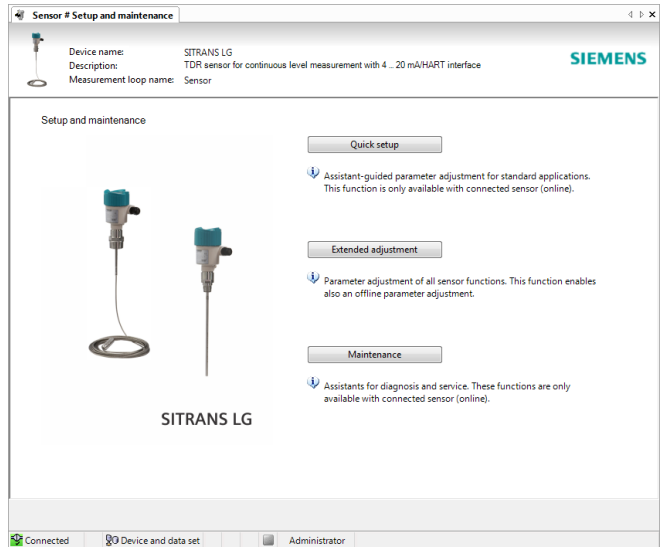 Sensor # Setup and maintenance
Device name: SITRANS LG
Description: TDR sensor for continuous level measurement with 4 ... 20 mA/HART interface
Measurement loop name: Sensor
SIEMENS
Setup and maintenance
Quick setup
Assistant-guided parameter adjustment for standard applications.
This function is only available with connected sensor (online).
Extended adjustment
Parameter adjustment of all sensor functions. This function enables
also an offline parameter adjustment.
Maintenance
Assistants for diagnosis and service. These functions are only
available with connected sensor (online).
SITRANS LG
Connected
Device and data set
Administrator